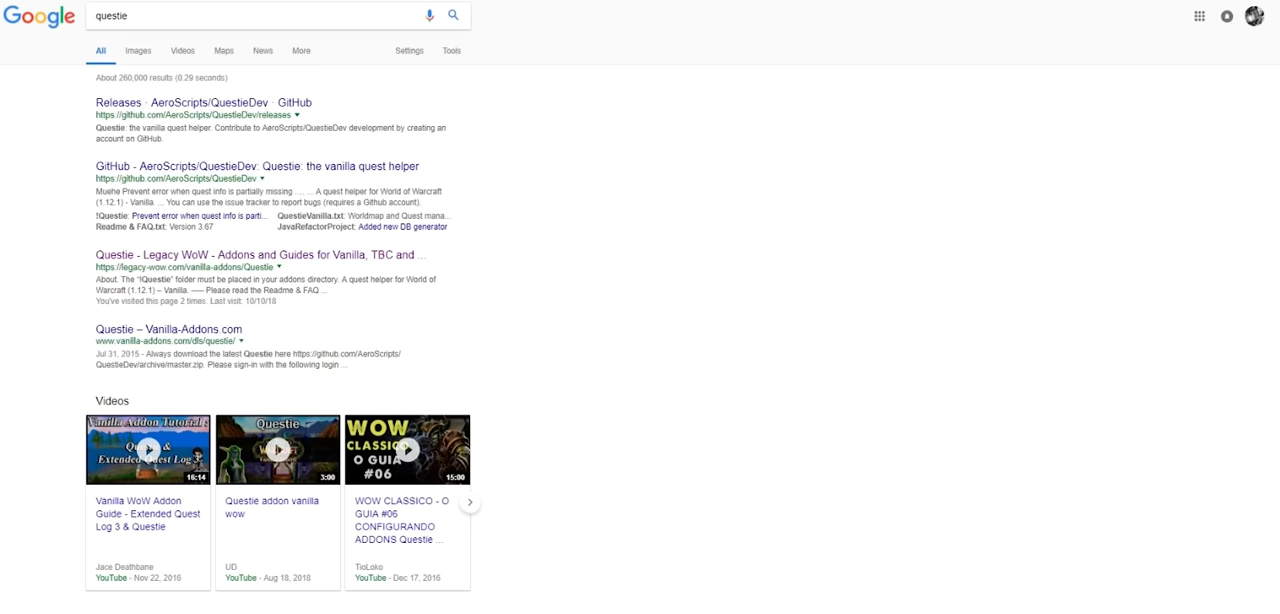 Google
questie
All Images Videos Maps News More Settings Tools
About 260,000 results (0.29 seconds)
Releases · AeroScripts/QuestieDev · GitHub
https://github.com/AeroScripts/QuestieDev/releases
Questie: the vanilla quest helper. Contribute to AeroScripts/QuestieDev development by creating an
account on GitHub.
GitHub - AeroScripts/QuestieDev: Questie: the vanilla quest helper
https://github.com/AeroScripts/QuestieDev
Muehe Prevent error when quest info is partially missing .... ... A quest helper for World of Warcraft
(1.12.1) - Vanilla. ... You can use the issue tracker to report bugs (requires a Github account).
!Questie: Prevent error when quest info is parti... QuestieVanilla.txt: Worldmap and Quest mana...
Readme & FAQ.txt: Version 3.67 JavaRefactorProject: Added new DB generator
Questie - Legacy WoW - Addons and Guides for Vanilla, TBC and ...
https://legacy-wow.com/vanilla-addons/Questie
About. The "!Questie" folder must be placed in your addons directory. A quest helper for World of
Warcraft (1.12.1) – Vanilla. —– Please read the Readme & FAQ ...
You've visited this page 2 times. Last visit: 10/10/18
Questie – Vanilla-Addons.com
www.vanilla-addons.com/dls/questie/
Jul 31, 2015 - Always download the latest Questie here https://github.com/AeroScripts/
QuestieDev/archive/master.zip. Please sign-in with the following login ...
Videos
Vanilla Addon Tutorial
Questie &
Extended Quest Log
16:14
Questie
3:00
WOW
CLASSICO
O GUIA
#06
15:00
Vanilla WoW Addon
Guide - Extended Quest
Log 3 & Questie
Jace Deathbane
YouTube - Nov 22, 2016
Questie addon vanilla
wow
UD
YouTube - Aug 18, 2018
WOW CLASSICO - O
GUIA #06
CONFIGURANDO
ADDONS Questie ...
TioLoko
YouTube - Dec 17, 2016